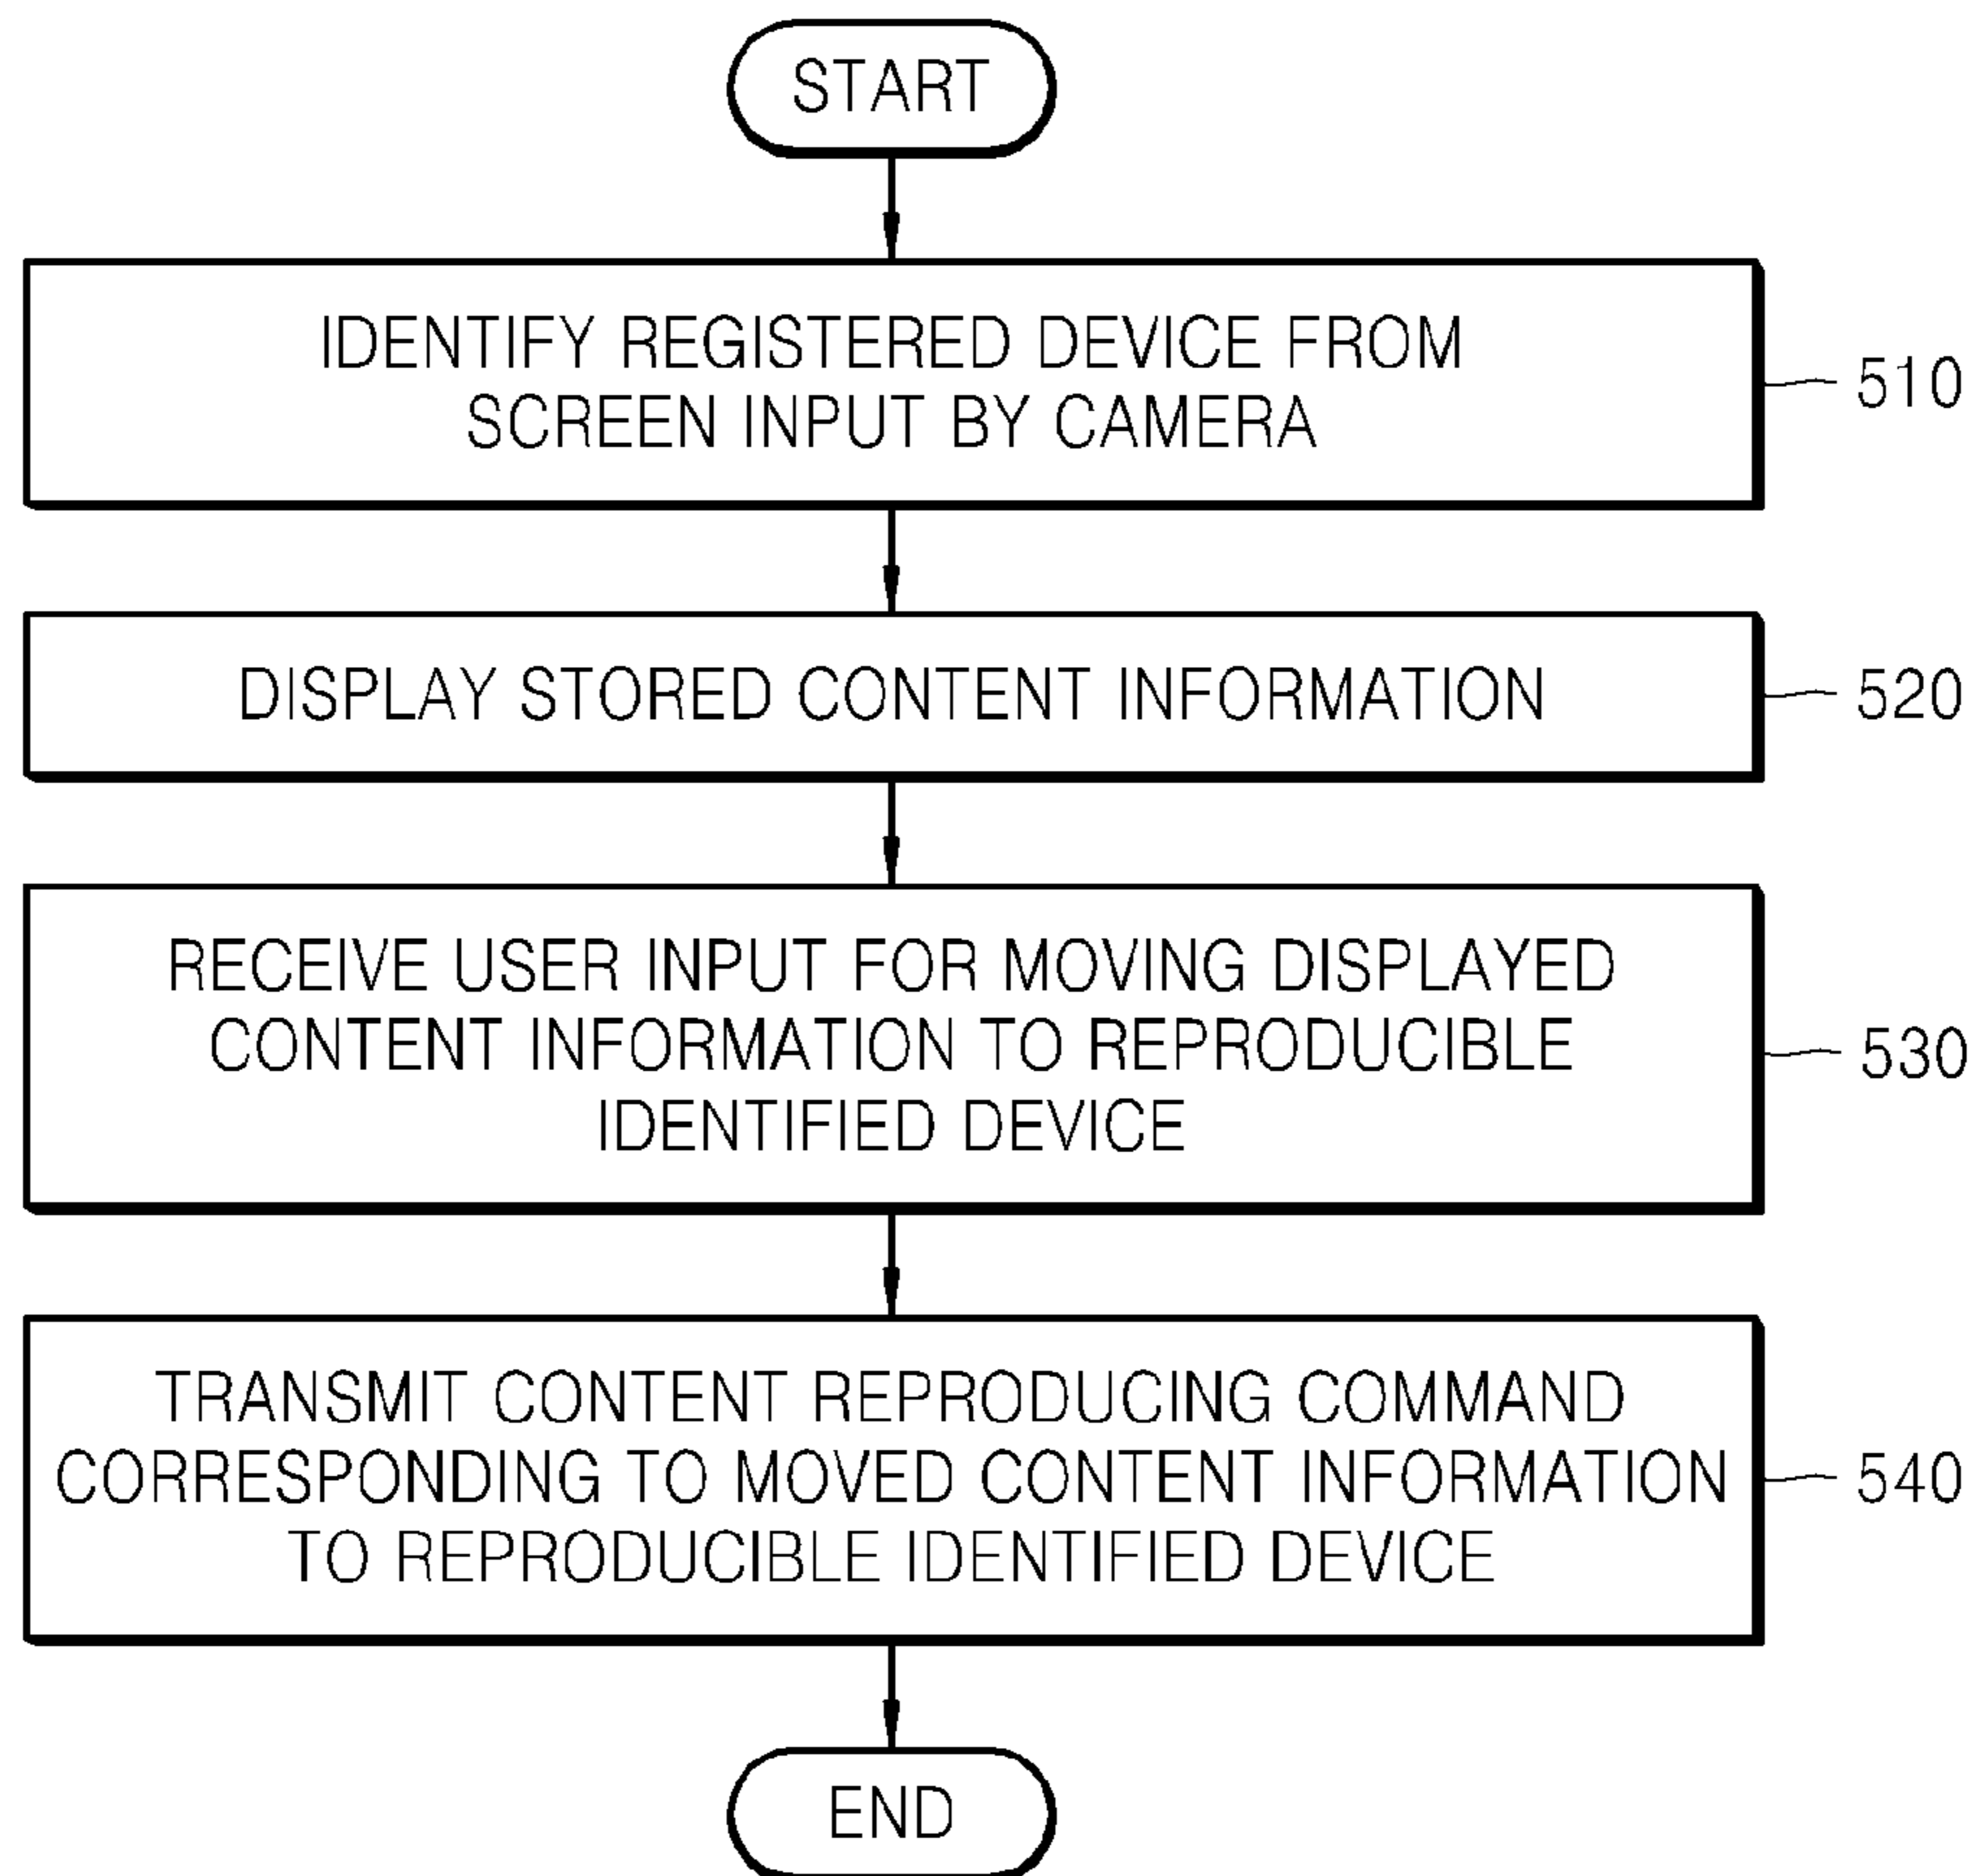 START
IDENTIFY REGISTERED DEVICE FROM
SCREEN INPUT BY CAMERA
510
DISPLAY STORED CONTENT INFORMATION
520
RECEIVE USER INPUT FOR MOVING DISPLAYED
CONTENT INFORMATION TO REPRODUCIBLE
IDENTIFIED DEVICE
530
TRANSMIT CONTENT REPRODUCING COMMAND
CORRESPONDING TO MOVED CONTENT INFORMATION
TO REPRODUCIBLE IDENTIFIED DEVICE
540
END